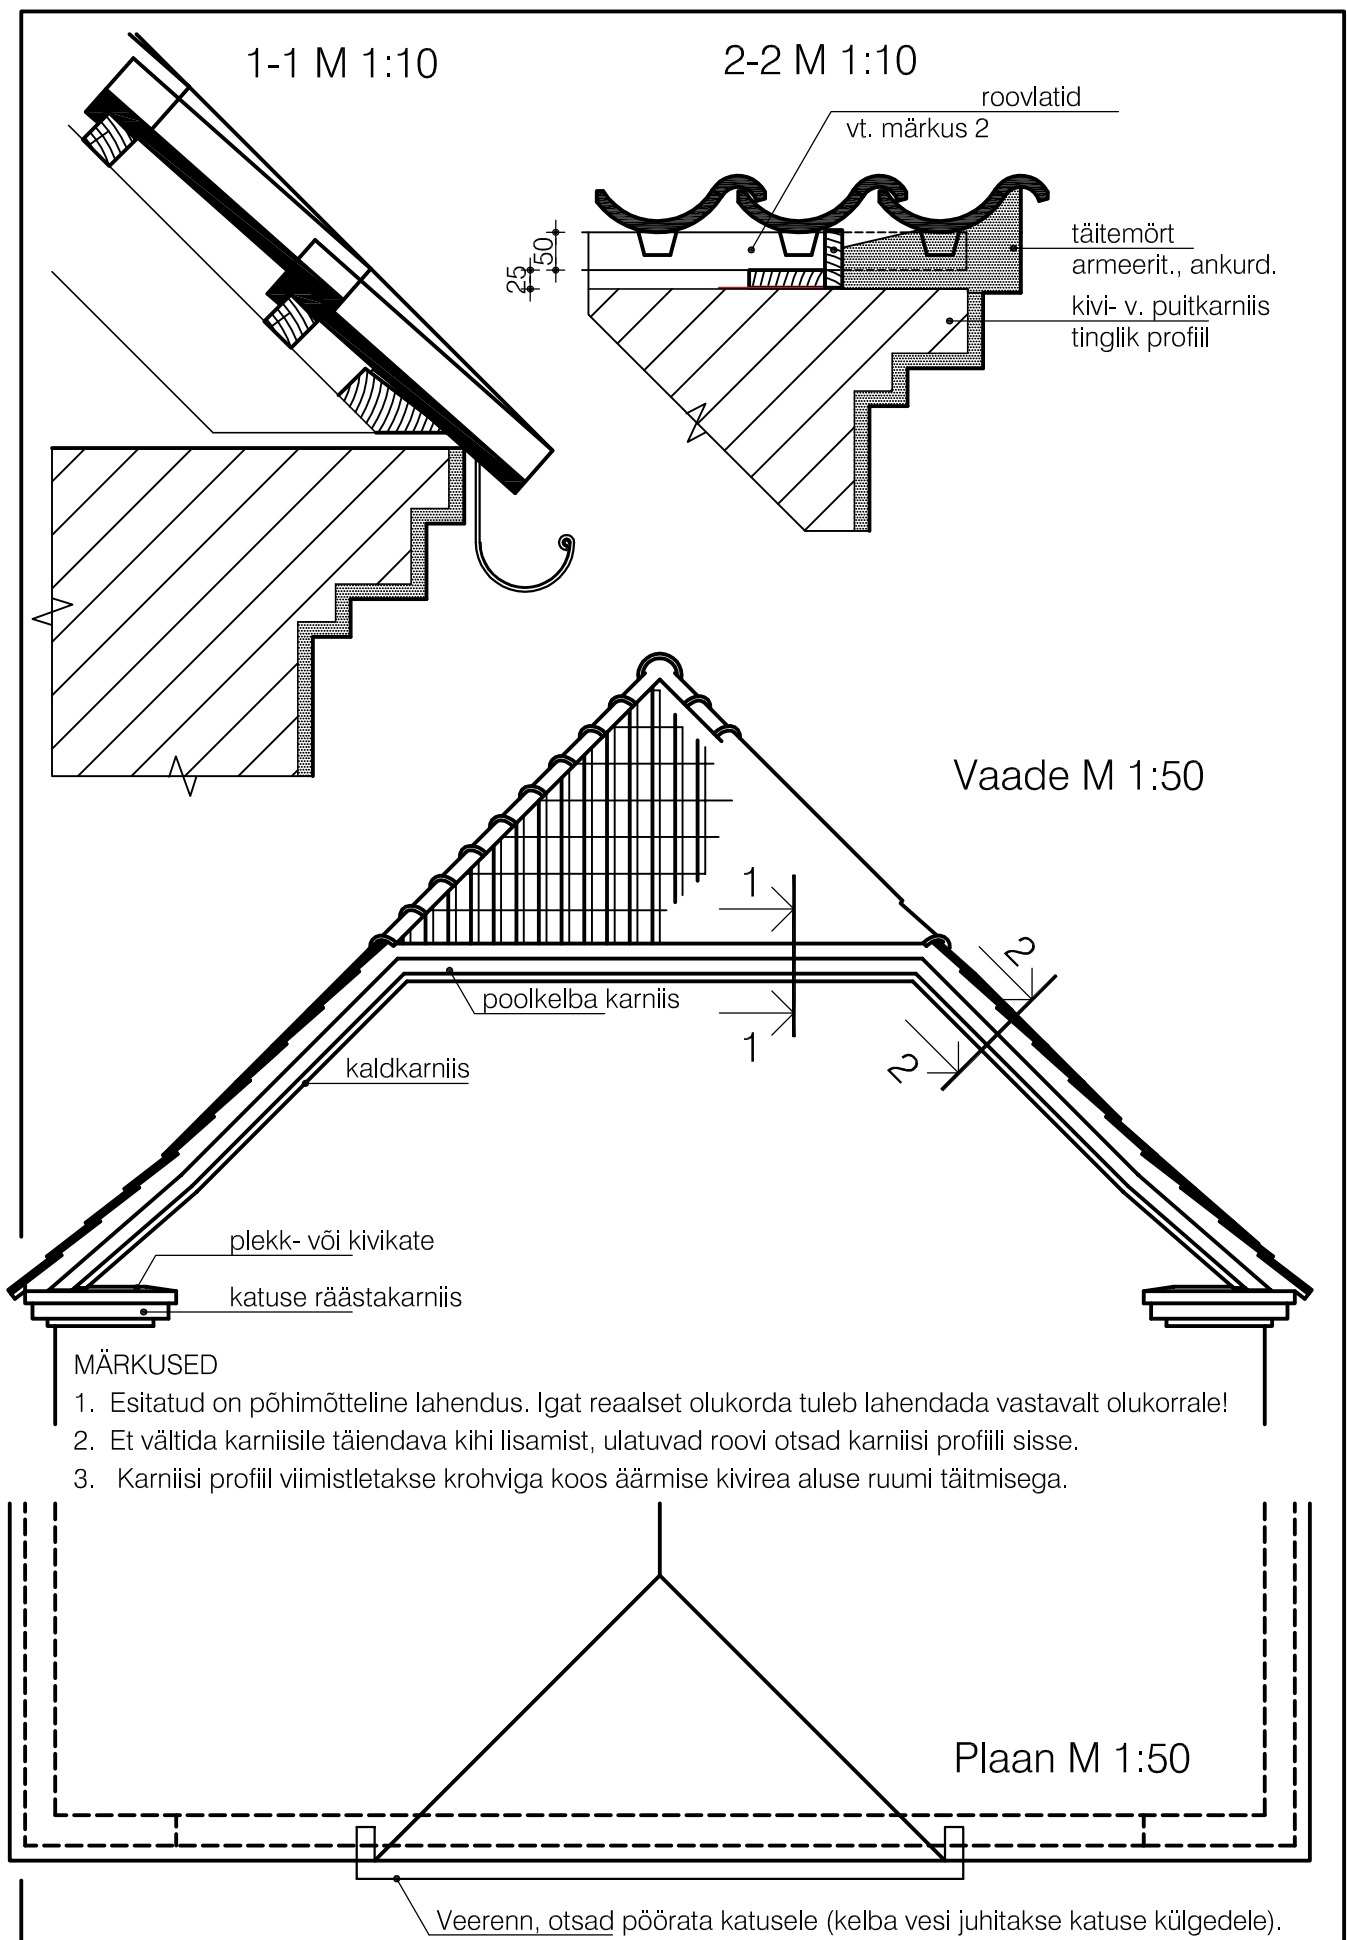 1-1 M 1:10
2-2 M 1:10
roovlatid
vt. märkus 2
50
25
täitemört
armeerit., ankurd.
kivi- v. puitkarniis
tinglik profiil
Vaade M 1:50
1
1
2
2
poolkelba karniis
kaldkarniis
plekk- või kivikate
katuse räästakarniis
MÄRKUSED
1. Esitatud on põhimõtteline lahendus. Igat reaalset olukorda tuleb lahendada vastavalt olukorrale!
2. Et vältida karniisile täiendava kihi lisamist, ulatuvad roovi otsad karniisi profiili sisse.
3. Karniisi profiil viimistletakse krohviga koos äärmise kivirea aluse ruumi täitmisega.
Plaan M 1:50
Veerenn, otsad pöörata katusele (kelba vesi juhitakse katuse külgedele).